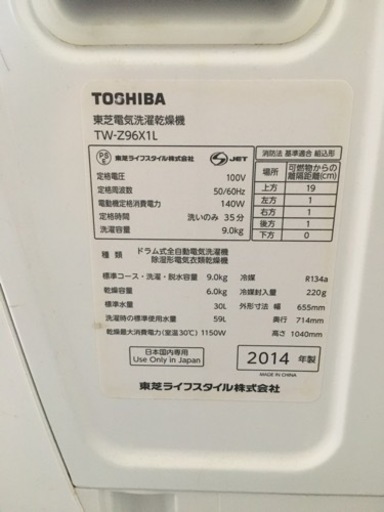 TOSHIBA
東芝電気洗濯乾燥機
TW-Z96X1L
PSE 東芝ライフスタイル株式会社 S-JET
定格電圧 100V
定格周波数 50/60Hz
電動機定格消費電力 140W
定格時間 洗いのみ 35分
洗濯容量 9.0kg
消防法 基準適合 組込形
場所 可燃物からの離隔距離(cm)
上方 19
左方 1
右方 1
後方 1
下方 0
種類 ドラム式全自動電気洗濯機
除湿形電気衣類乾燥機
標準コース・洗濯・脱水容量 9.0kg 冷媒 R134a
乾燥容量 6.0kg 冷媒封入量 220g
標準水量 30L 外形寸法 幅 655mm
洗濯時の標準使用水量 59L 奥行 714mm
乾燥最大消費電力(室温30℃) 1150W 高さ 1040mm
日本国内専用
Use Only in Japan
2014 年製
MADE IN CHINA
東芝ライフスタイル株式会社